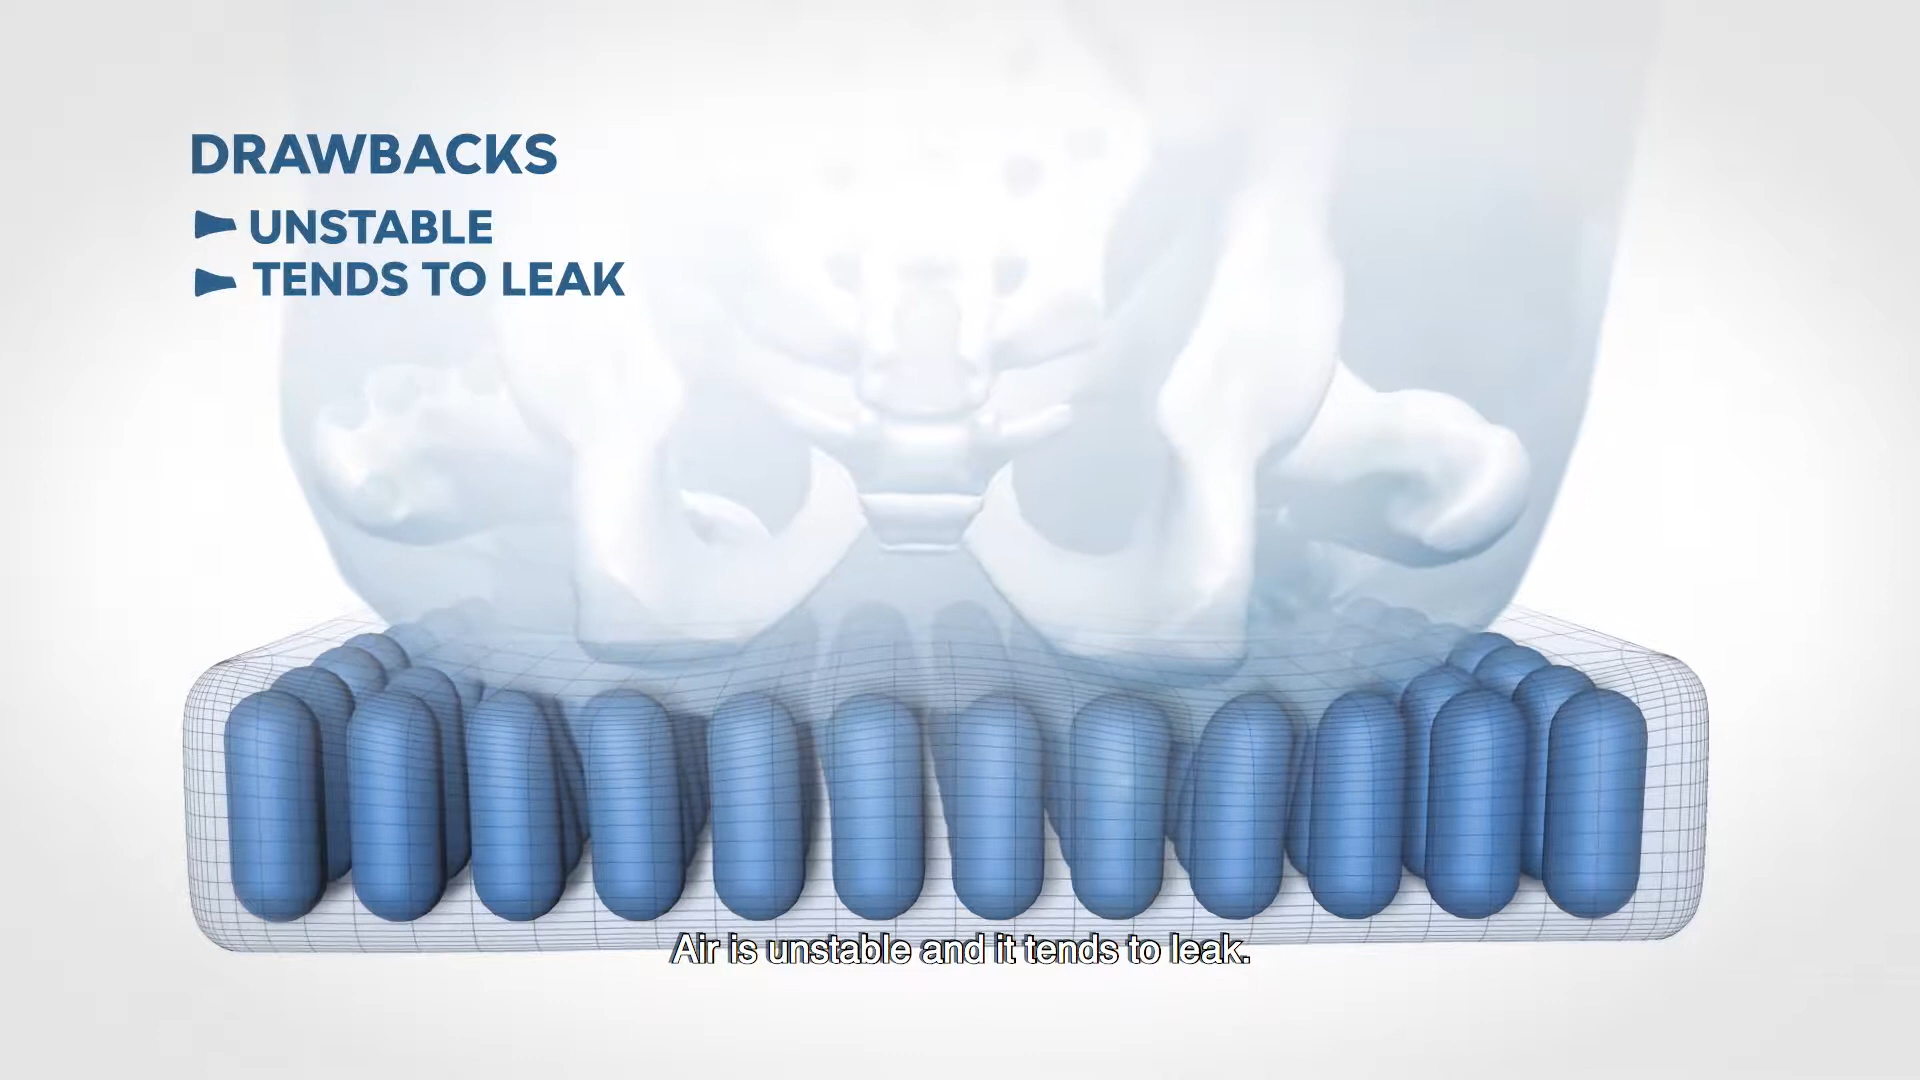 DRAWBACKS
UNSTABLE
TENDS TO LEAK
Air is unstable and it tends to leak.